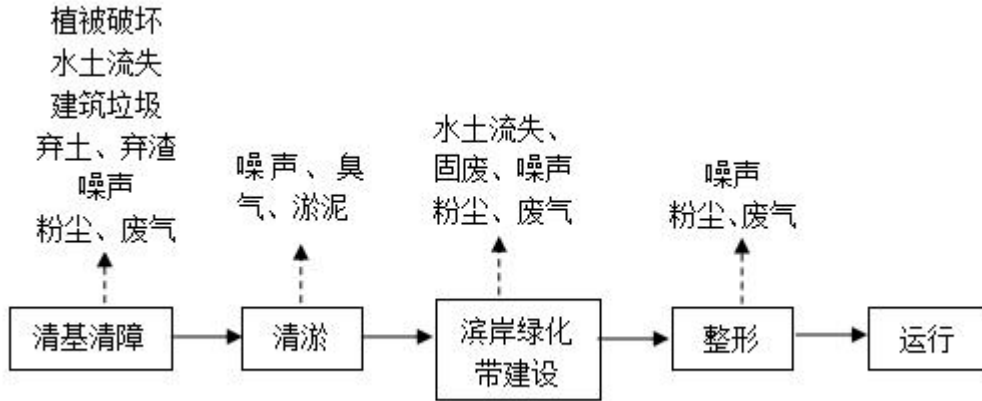 植被破坏
水土流失
建筑垃圾
弃土、弃渣
噪声
粉尘、废气
噪声、臭
气、淤泥
水土流失、
固废、噪声
粉尘、废气
噪声
粉尘、废气
清基清障
清淤
滨岸绿化
带建设
整形
运行